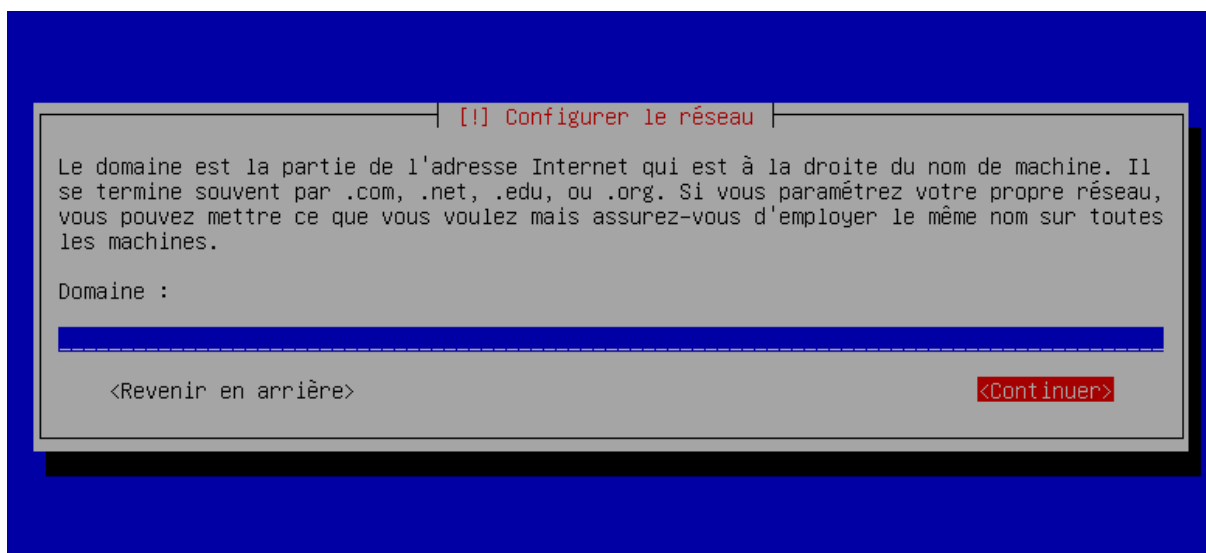 [!] Configurer le réseau
Le domaine est la partie de l'adresse Internet qui est à la droite du nom de machine. Il
se termine souvent par .com, .net, .edu, ou .org. Si vous paramétrez votre propre réseau,
vous pouvez mettre ce que vous voulez mais assurez-vous d'employer le même nom sur toutes
les machines.
Domaine :
<Revenir en arrière> <Continuer>